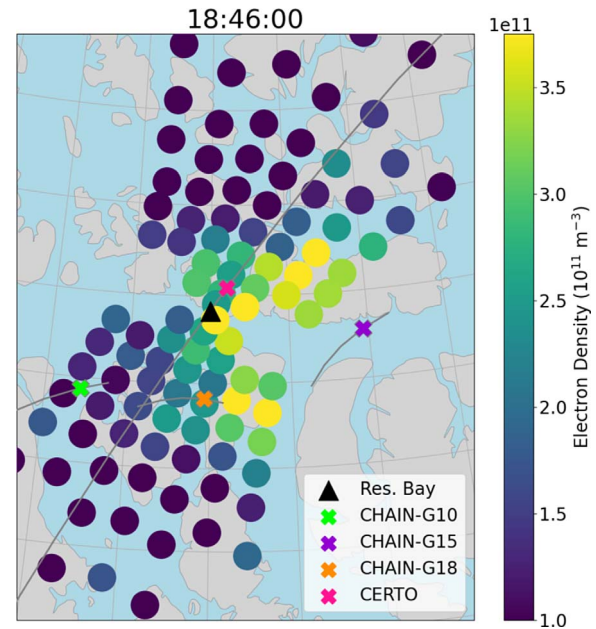 18:46:00
1e11
3.5
3.0
2.5
2.0
1.5
1.0
Electron Density (10¹¹ m⁻³)
Res. Bay
CHAIN-G10
CHAIN-G15
CHAIN-G18
CERTO